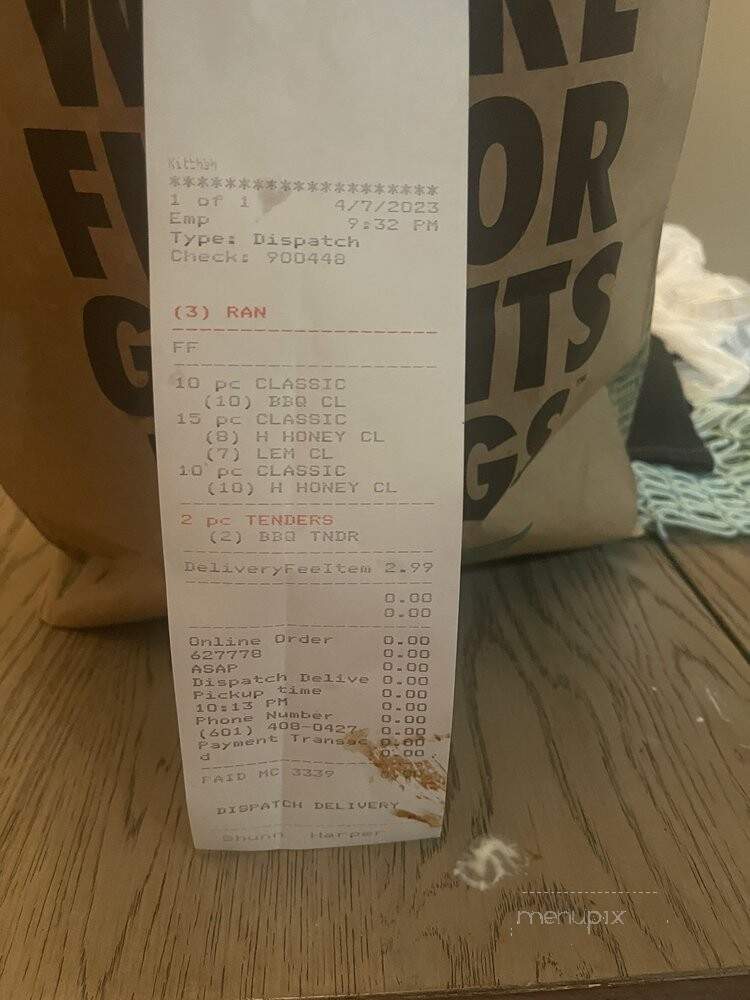 OR
ITS
GS
Kitchen
********************
1 of 1 4/7/2023
Emp 9:32 PM
Type: Dispatch
Check: 900448
(3) RAN
FF
10 pc CLASSIC
(10) BBQ CL
15 pc CLASSIC
(8) H HONEY CL
(7) LEM CL
10 pc CLASSIC
(10) H HONEY CL
2 pc TENDERS
(2) BBQ TNDR
DeliveryFeeItem 2.99
0.00
0.00
Online Order 0.00
627778 0.00
ASAP 0.00
Dispatch Delive 0.00
Pickup time 0.00
10:13 PM 0.00
Phone Number 0.00
(601) 408-0427 0.00
Payment Transac 0.00
d 0.00
PAID MC 3339
DISPATCH DELIVERY
Shunn Harper
menupix